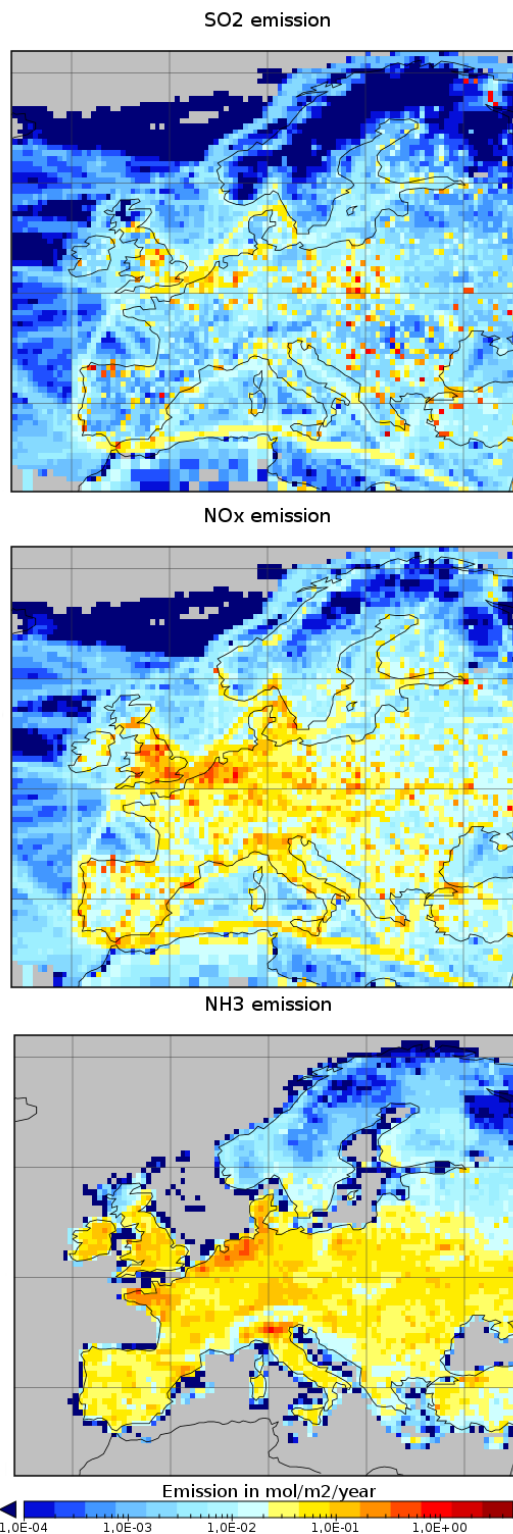 SO2 emission
NOx emission
NH3 emission
Emission in mol/m2/year
1,0E-04 1,0E-03 1,0E-02 1,0E-01 1,0E+00